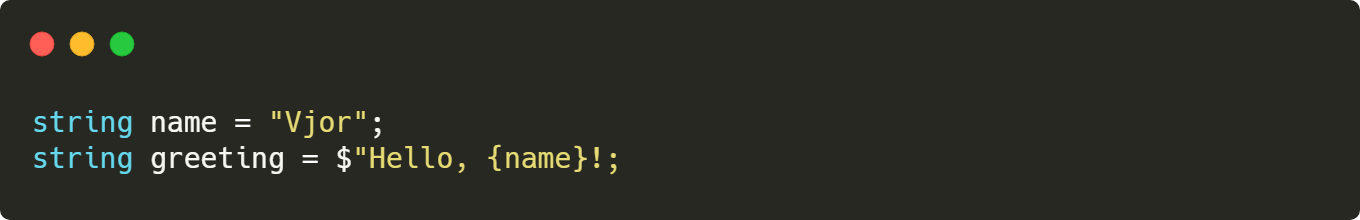 string name = "Vjor";
string greeting = $"Hello, {name}!;